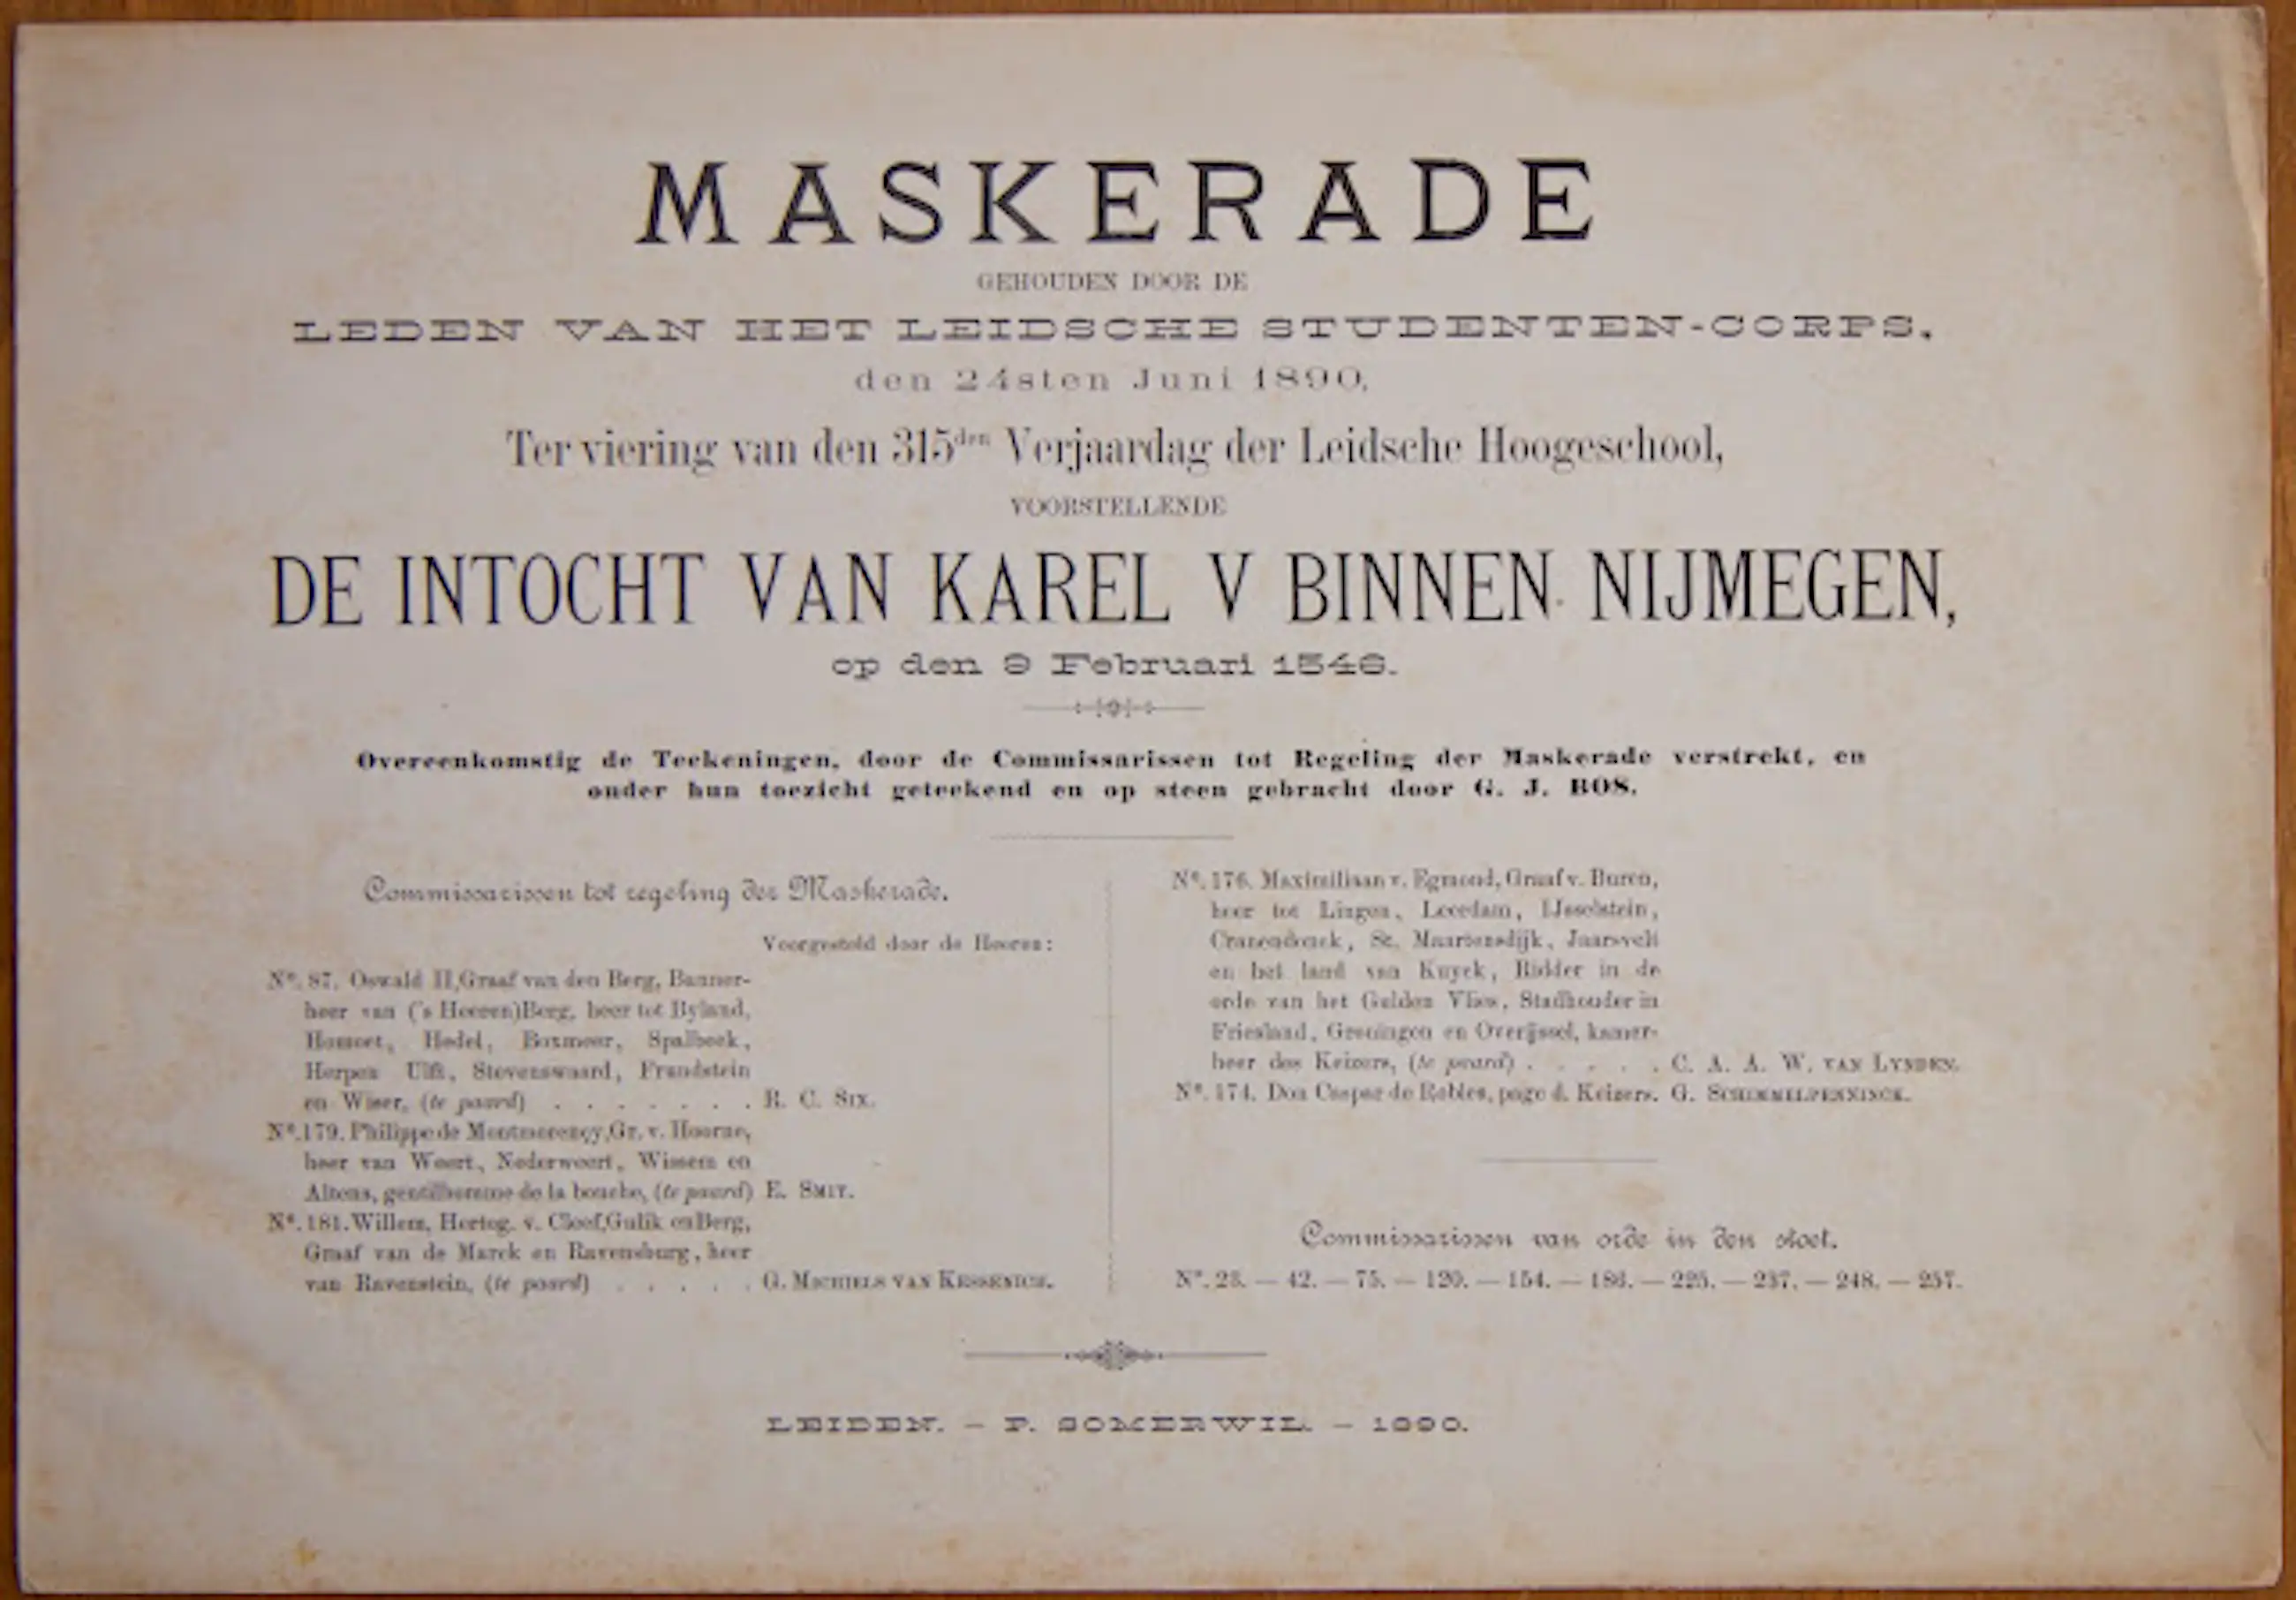 MASKERADE
GEHOUDEN DOOR DE
LEDEN VAN HET LEIDSCHE STUDENTEN-CORPS,
den 24sten Juni 1890,
Ter viering van den 315den Verjaardag der Leidsche Hoogeschool,
VOORSTELLENDE
DE INTOCHT VAN KAREL V BINNEN NIJMEGEN,
op den 9 Februari 1546.
Overeenkomstig de Teekeningen, door de Commissarissen tot Regeling der Maskerade verstrekt, en
onder hun toezicht geteekend en op steen gebracht door G. J. BOS.
Commissarissen tot regeling der Maskerade.
Voorgesteld door de Heeren:
No. 87. Oswald II, Graaf van den Berg, Banner-
heer van ('s Heeren)Berg, heer tot Byland,
Homoet, Hedel, Boxmeer, Spalbeek,
Herpen Ulft, Stevenswaard, Frandstein
en Wiser, (te paard) . . . . . . . R. C. SIX.
No. 179. Philippe de Montmorency, Gr. v. Hoorne,
heer van Weert, Nederweert, Wissem en
Altena, gentilhomme de la bouche, (te paard) E. SMIT.
No. 181. Willem, Hertog. v. Cleef, Gulik en Berg,
Graaf van de Marck en Ravensburg, heer
van Ravenstein, (te paard) . . . . . G. MICHIELS VAN KESSENICH.
No. 176. Maximiliaan v. Egmond, Graaf v. Buren,
heer tot Lingen, Leerdam, IJsselstein,
Cranendonck, St. Maartensdijk, Jaarsvelt
en het land van Kuyck, Ridder in de
orde van het Gulden Vlies, Stadhouder in
Friesland, Groningen en Overijssel, kamer-
heer des Keizers, (te paard) . . . . . C. A. A. W. VAN LYNDEN.
No. 174. Don Caspar de Robles, page d. Keizers. G. SCHIMMELPENNINCK.
Commissarissen van orde in den stoet.
No. 23. — 42. — 75. — 120. — 154. — 186. — 225. — 237. — 248. — 257.
LEIDEN. — P. SOMERWIL. — 1890.